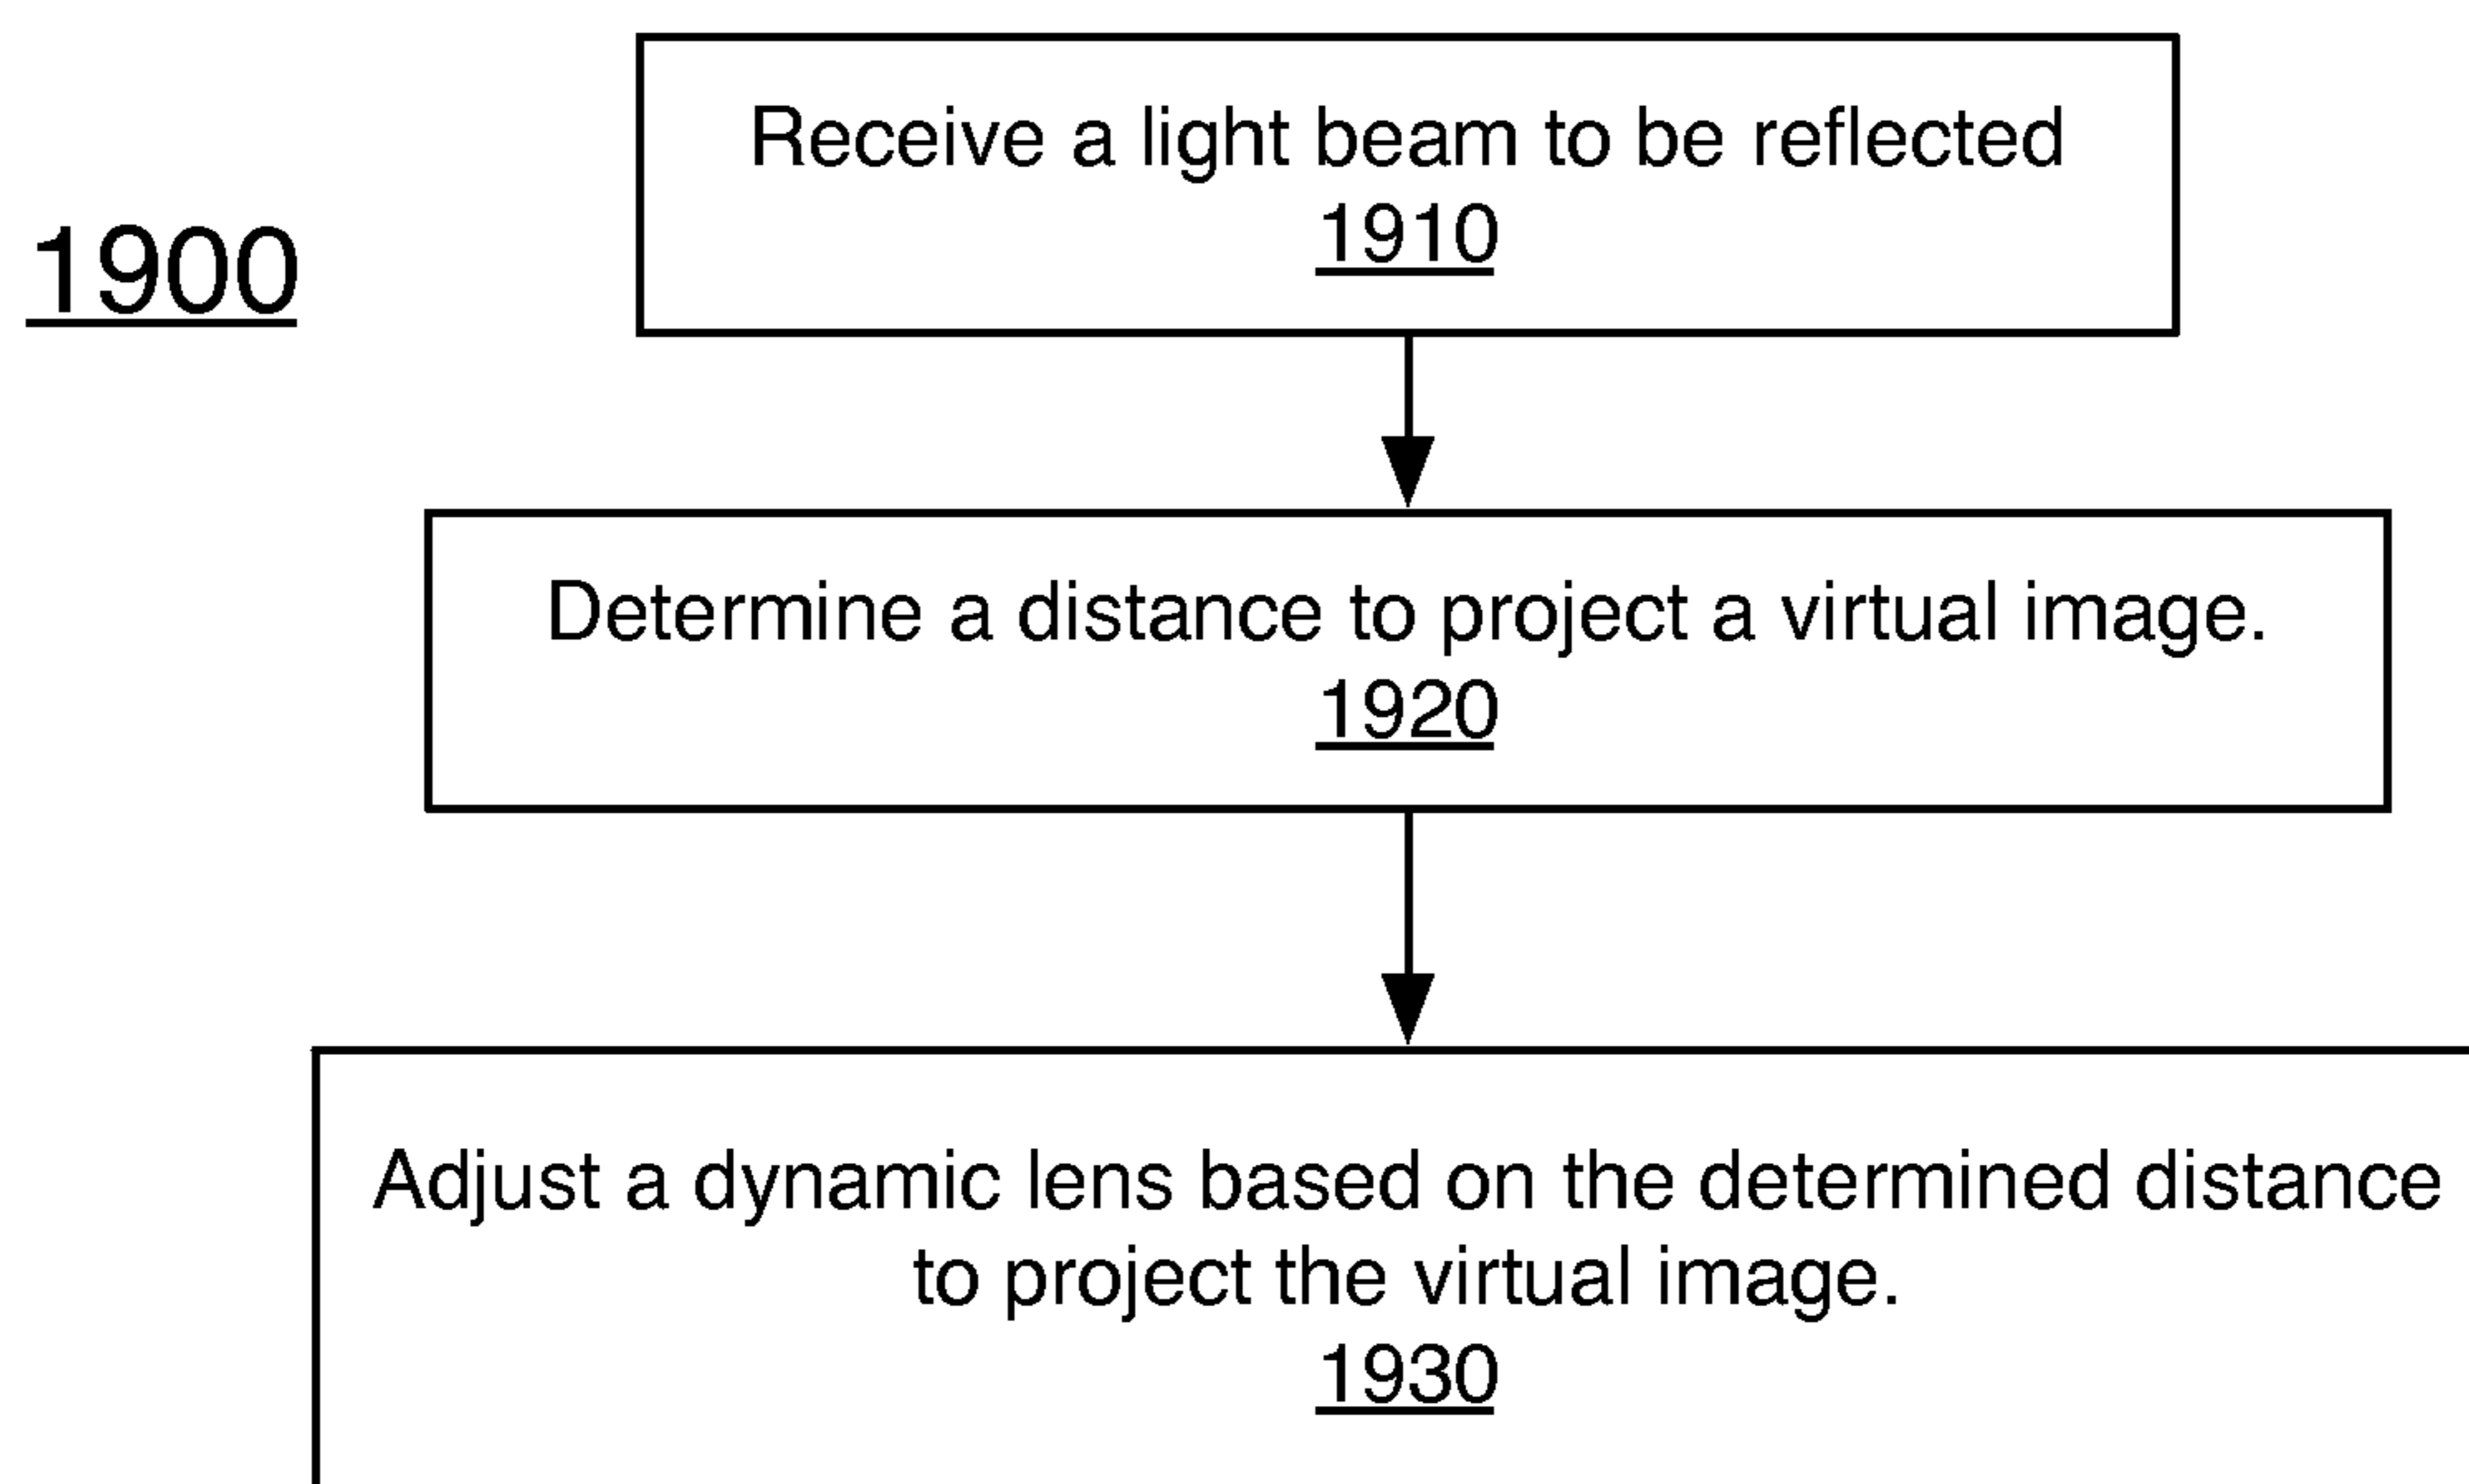 Receive a light beam to be reflected
1910
1900
Determine a distance to project a virtual image.
1920
Adjust a dynamic lens based on the determined distance
to project the virtual image.
1930